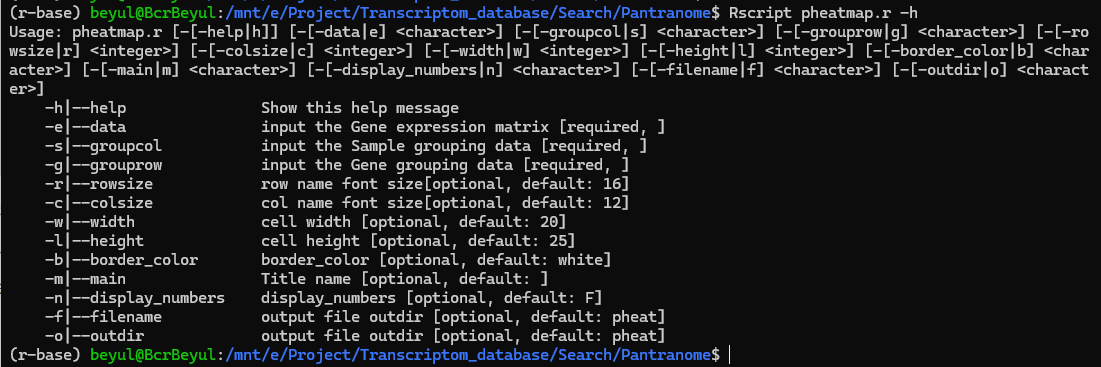 (r-base) beyul@BcrBeyul:/mnt/e/Project/Transcriptom_database/Search/Pantranome$ Rscript pheatmap.r -h
Usage: pheatmap.r [-[-help|h]] [-[-data|e] <character>] [-[-groupcol|s] <character>] [-[-grouprow|g] <character>] [-[-ro
wsize|r] <integer>] [-[-colsize|c] <integer>] [-[-width|w] <integer>] [-[-height|l] <integer>] [-[-border_color|b] <char
acter>] [-[-main|m] <character>] [-[-display_numbers|n] <character>] [-[-filename|f] <character>] [-[-outdir|o] <charact
er>]
-h|--help Show this help message
-e|--data input the Gene expression matrix [required, ]
-s|--groupcol input the Sample grouping data [required, ]
-g|--grouprow input the Gene grouping data [required, ]
-r|--rowsize row name font size[optional, default: 16]
-c|--colsize col name font size[optional, default: 12]
-w|--width cell width [optional, default: 20]
-l|--height cell height [optional, default: 25]
-b|--border_color border_color [optional, default: white]
-m|--main Title name [optional, default: ]
-n|--display_numbers display_numbers [optional, default: F]
-f|--filename output file outdir [optional, default: pheat]
-o|--outdir output file outdir [optional, default: pheat]
(r-base) beyul@BcrBeyul:/mnt/e/Project/Transcriptom_database/Search/Pantranome$